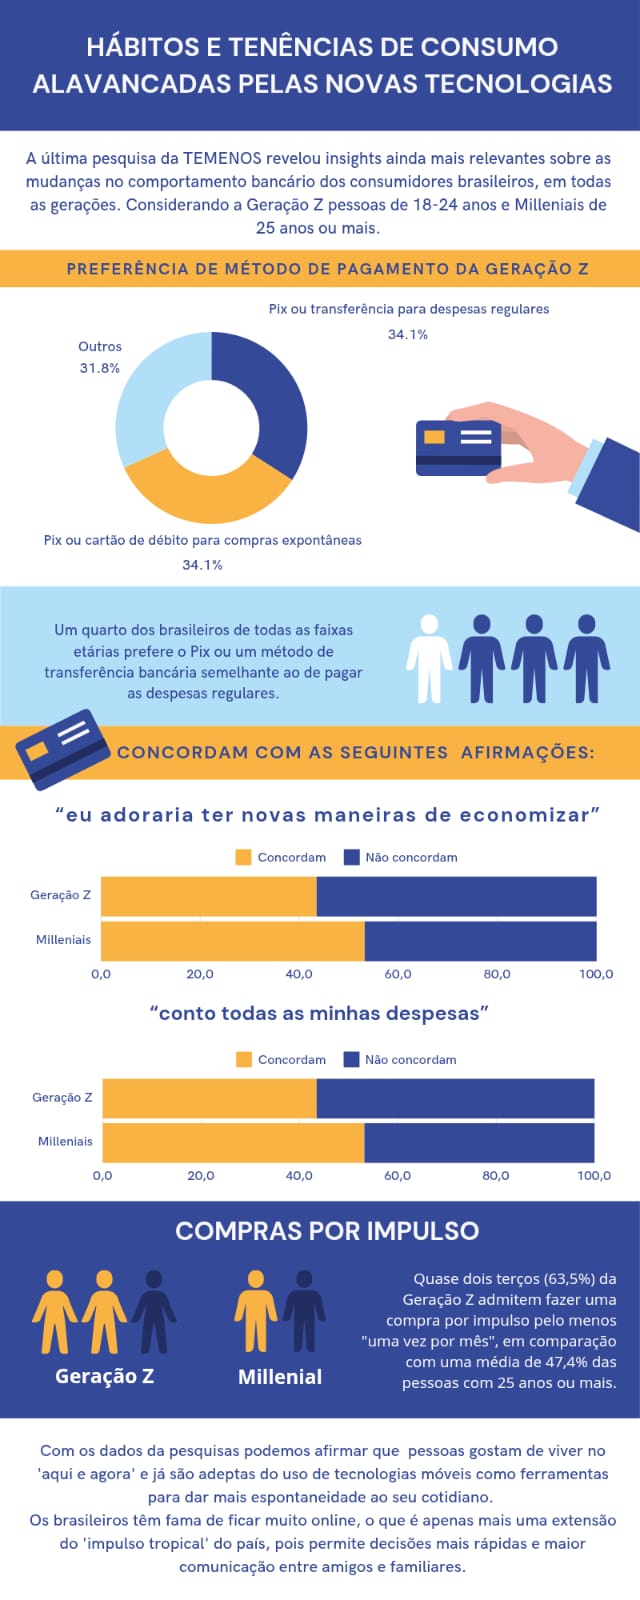 HÁBITOS E TENÊNCIAS DE CONSUMO
ALAVANCADAS PELAS NOVAS TECNOLOGIAS
A última pesquisa da TEMENOS revelou insights ainda mais relevantes sobre as
mudanças no comportamento bancário dos consumidores brasileiros, em todas
as gerações. Considerando a Geração Z pessoas de 18-24 anos e Milleniais de
25 anos ou mais.
PREFERÊNCIA DE MÉTODO DE PAGAMENTO DA GERAÇÃO Z
Pix ou transferência para despesas regulares
34.1%
Outros
31.8%
Pix ou cartão de débito para compras expontâneas
34.1%
Um quarto dos brasileiros de todas as faixas
etárias prefere o Pix ou um método de
transferência bancária semelhante ao de pagar
as despesas regulares.
CONCORDAM COM AS SEGUINTES AFIRMAÇÕES:
“eu adoraria ter novas maneiras de economizar”
Concordam Não concordam
Geração Z
Milleniais
0,0 20,0 40,0 60,0 80,0 100,0
“conto todas as minhas despesas”
Concordam Não concordam
Geração Z
Milleniais
0,0 20,0 40,0 60,0 80,0 100,0
COMPRAS POR IMPULSO
Geração Z
Millenial
Quase dois terços (63,5%) da
Geração Z admitem fazer uma
compra por impulso pelo menos
"uma vez por mês", em comparação
com uma média de 47,4% das
pessoas com 25 anos ou mais.
Com os dados da pesquisas podemos afirmar que pessoas gostam de viver no
'aqui e agora' e já são adeptas do uso de tecnologias móveis como ferramentas
para dar mais espontaneidade ao seu cotidiano.
Os brasileiros têm fama de ficar muito online, o que é apenas mais uma extensão
do 'impulso tropical' do país, pois permite decisões mais rápidas e maior
comunicação entre amigos e familiares.